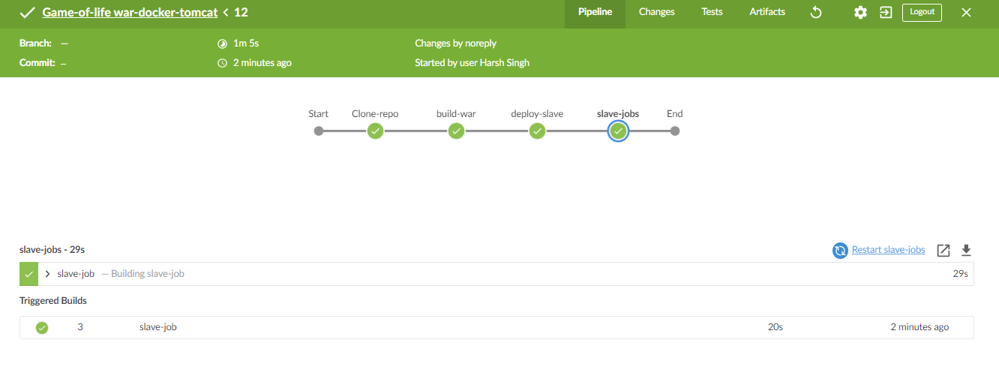 Game-of-life war-docker-tomcat < 12 Pipeline Changes Tests Artifacts Logout
Branch: — 1m 5s Changes by noreply
Commit: — 2 minutes ago Started by user Harsh Singh
Start Clone-repo build-war deploy-slave slave-jobs End
slave-jobs - 29s Restart slave-jobs
slave-job — Building slave-job 29s
Triggered Builds
3 slave-job 20s 2 minutes ago